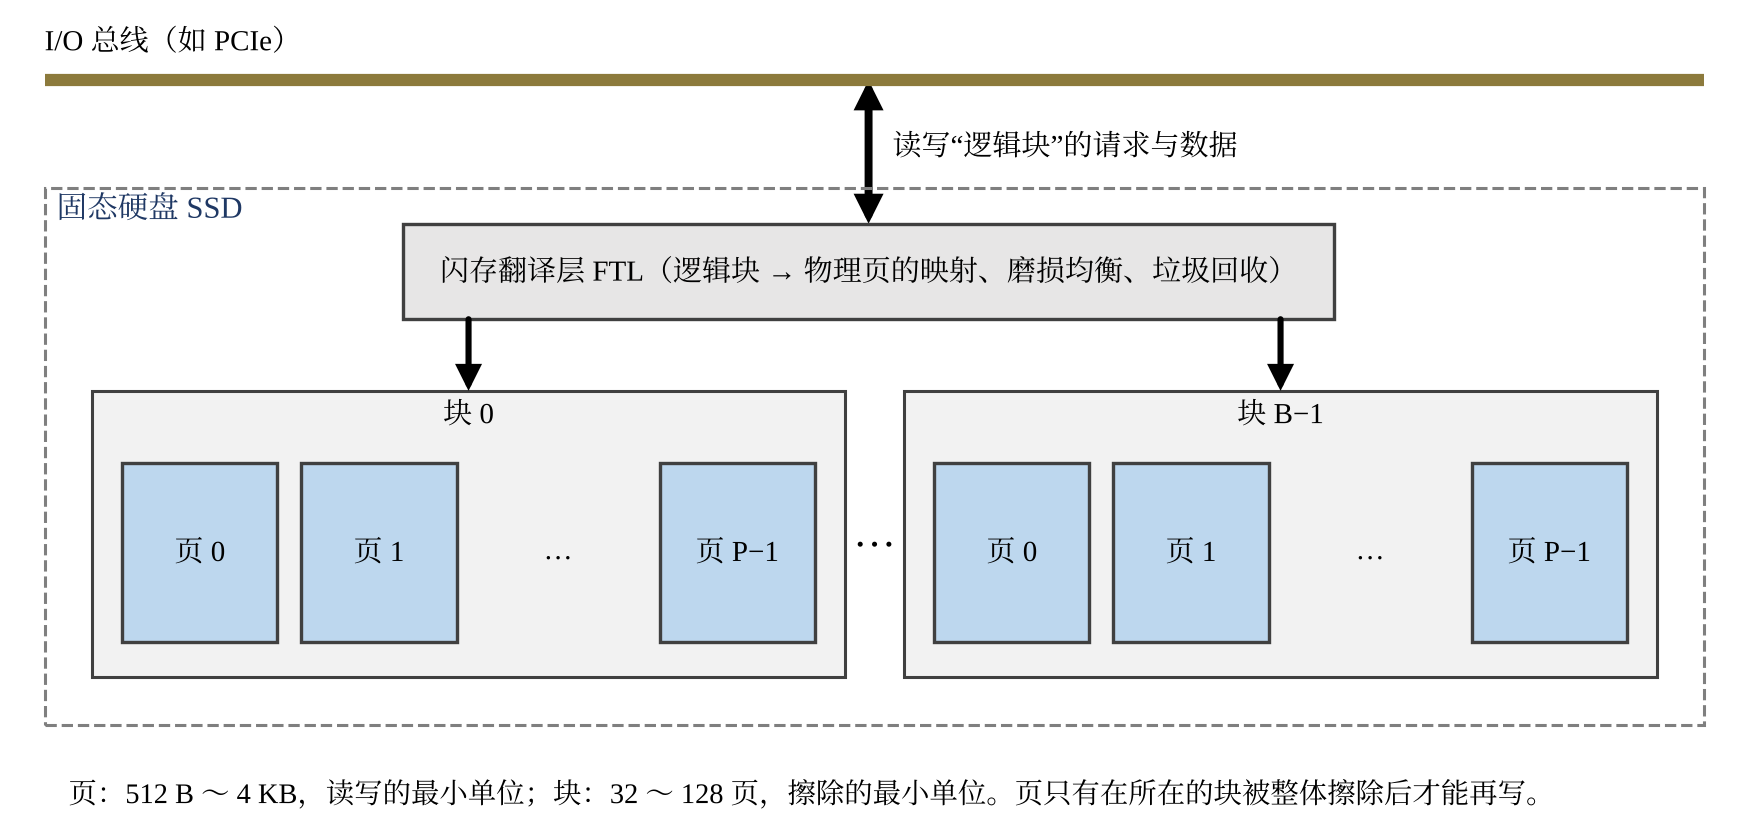 I/O 总线（如 PCIe）
读写“逻辑块”的请求与数据
固态硬盘 SSD
闪存翻译层 FTL（逻辑块 → 物理页的映射、磨损均衡、垃圾回收）
块 0
块 B−1
页 0
页 1
…
页 P−1
…
页 0
页 1
…
页 P−1
页：512 B ～ 4 KB，读写的最小单位；块：32 ～ 128 页，擦除的最小单位。页只有在所在的块被整体擦除后才能再写。